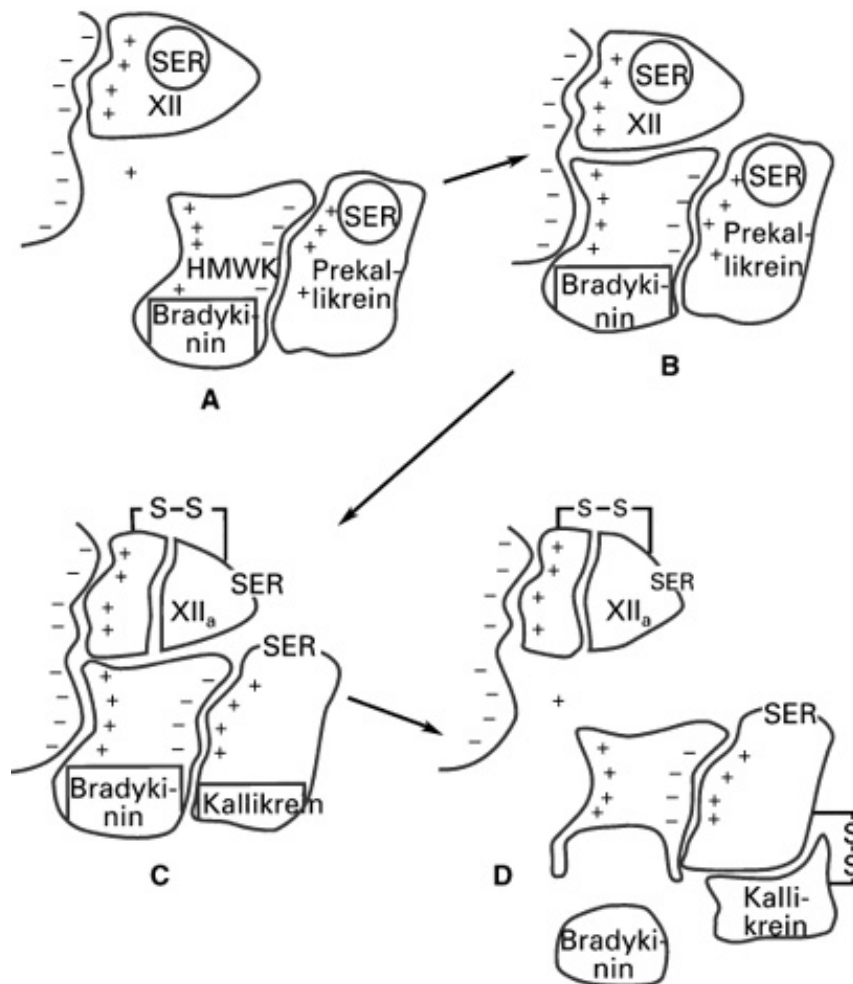 SER
XII
+
HMWK
SER
Prekal-
likrein
Bradyki-
nin
A
SER
XII
SER
Prekal-
likrein
Bradyki-
nin
B
S–S
SER
XIIa
SER
Bradyki-
nin
Kallikrein
C
S–S
SER
XIIa
+
SER
S
S
Kalli-
krein
Bradyki-
nin
D